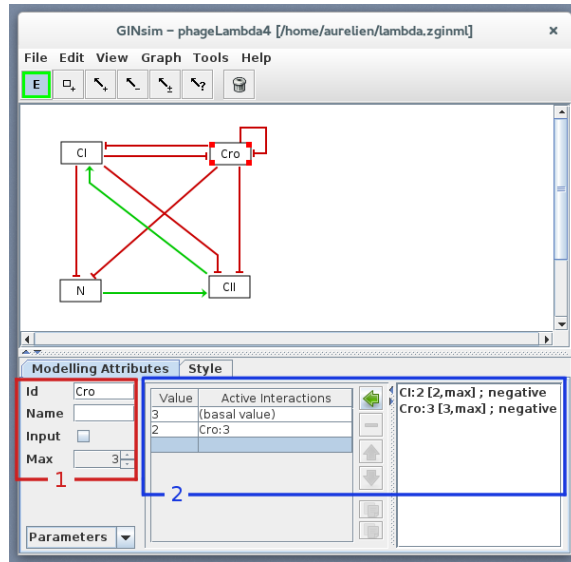 GINsim – phageLambda4 [/home/aurelien/lambda.zginml] ×
File Edit View Graph Tools Help
E + + - ± ?
CI Cro
N CII
Modelling Attributes Style
Id Cro
Name
Input
Max 3
1
Value Active Interactions
3 (basal value)
2 Cro:3
2
CI:2 [2,max] ; negative
Cro:3 [3,max] ; negative
Parameters